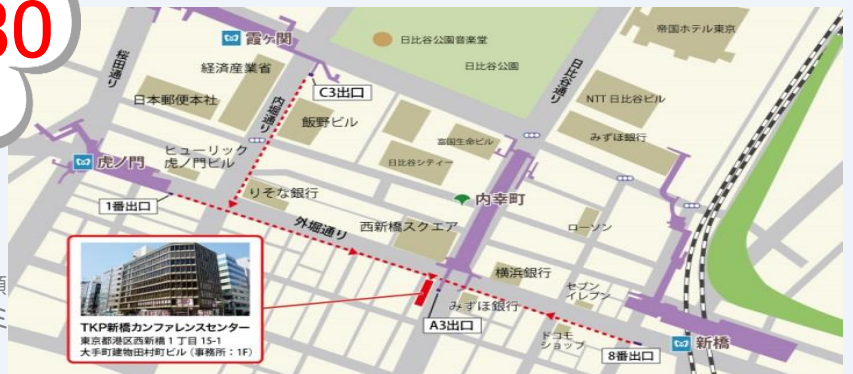 30
霞ケ関
日比谷公園音楽堂
帝国ホテル東京
桜田通り
経済産業省
日比谷公園
日比谷通り
C3出口
内堀通り
日本郵便本社
飯野ビル
NTT 日比谷ビル
富国生命ビル
みずほ銀行
虎ノ門
ヒューリック
虎ノ門ビル
日比谷シティー
1番出口
りそな銀行
内幸町
外堀通り
西新橋スクエア
ローソン
横浜銀行
セブン
イレブン
みずほ銀行
TKP新橋カンファレンスセンター
東京都港区西新橋1丁目15-1
大手町建物田村町ビル(事務所:1F)
A3出口
ドコモ
ショップ
8番出口
新橋